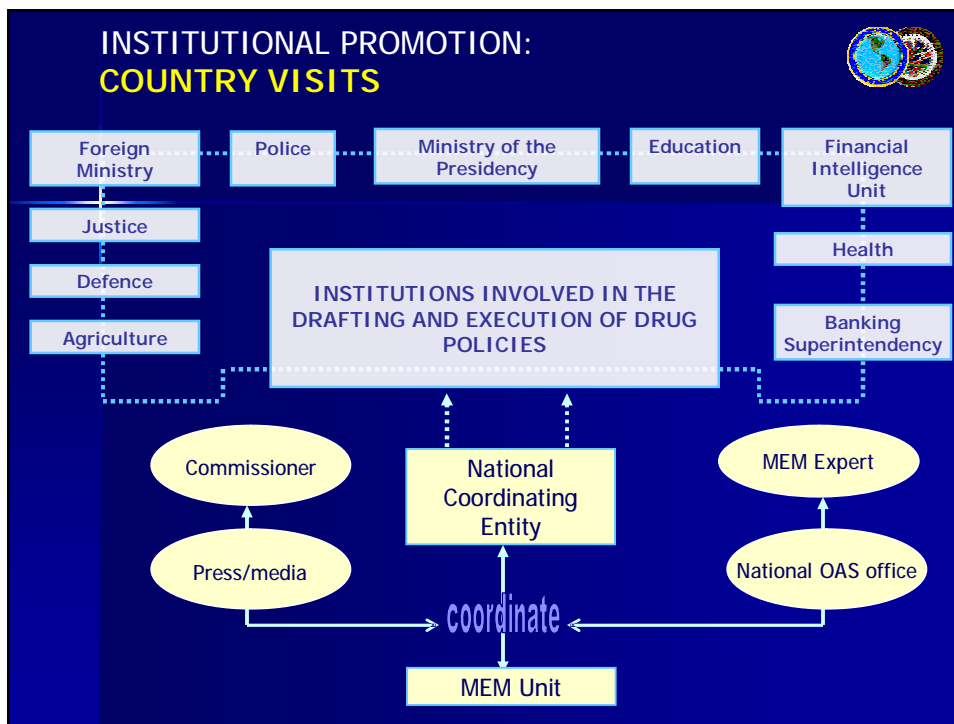 INSTITUTIONAL PROMOTION:
COUNTRY VISITS
Foreign
Ministry
Police
Ministry of the
Presidency
Education
Financial
Intelligence
Unit
Justice
Health
Defence
Agriculture
Banking
Superintendency
INSTITUTIONS INVOLVED IN THE
DRAFTING AND EXECUTION OF DRUG
POLICIES
Commissioner
National
Coordinating
Entity
MEM Expert
Press/media
National OAS office
coordinate
MEM Unit